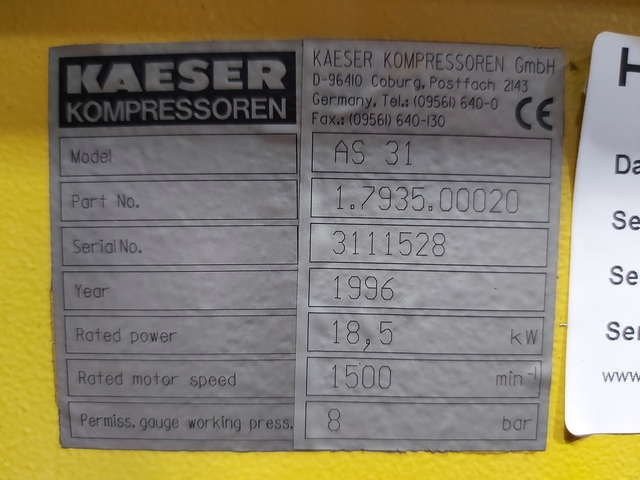 KAESER
KOMPRESSOREN
KAESER KOMPRESSOREN GmbH
D-96410 Coburg, Postfach 2143
Germany, Tel.: (09561) 640-0
Fax.: (09561) 640-130
CE
Model AS 31
Part No. 1.7935.00020
Serial No. 3111528
Year 1996
Rated power 18,5 kW
Rated motor speed 1500 min⁻¹
Permiss. gauge working press. 8 bar
H
Da
Se
Se
Ser
www